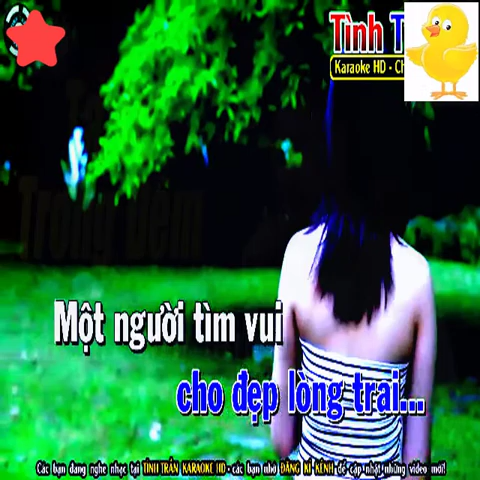 Tình T
Karaoke HD - Ch
Một người tìm vui
cho đẹp lòng trai...
Các bạn đang nghe nhạc tại TÌNH TRẦN KARAOKE HD - các bạn nhớ ĐĂNG KÍ KÊNH để cập nhật những video mới!